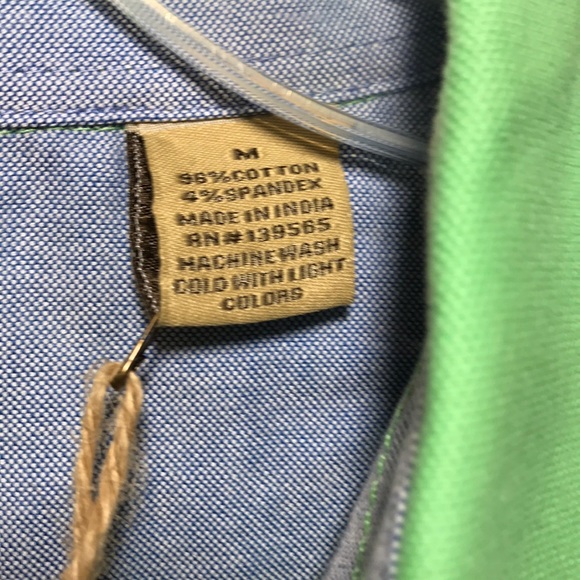 M
96%COTTON
4%SPANDEX
MADE IN INDIA
RN#139565
MACHINE WASH
COLD WITH LIGHT
COLORS